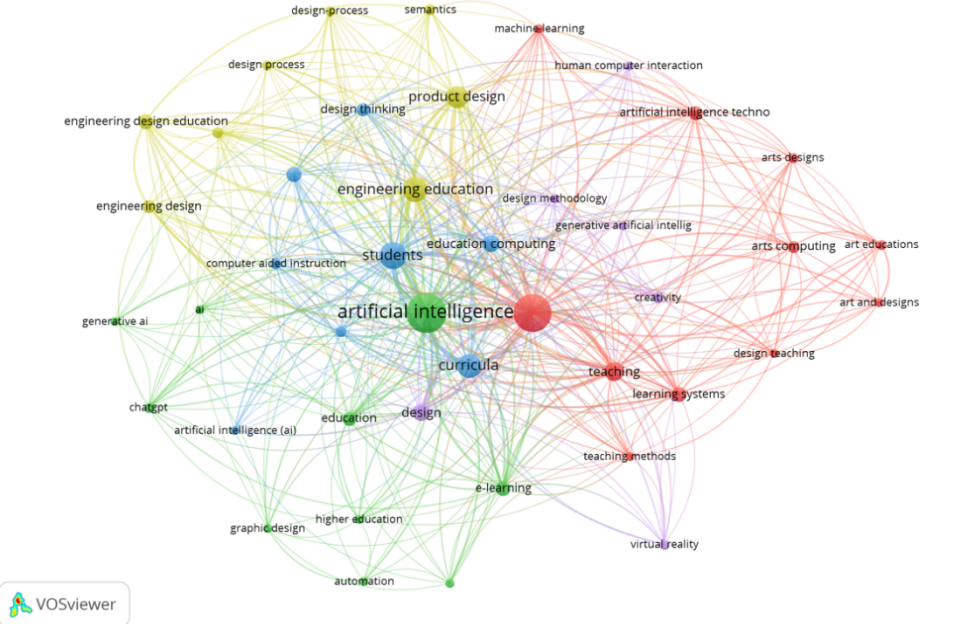 design-process
semantics
machine learning
design process
human computer interaction
product design
design thinking
artificial intelligence techno
engineering design education
arts designs
engineering education
design methodology
engineering design
generative artificial intellig
education computing
arts computing
art educations
students
computer aided instruction
creativity
art and designs
ai
artificial intelligence
generative ai
design teaching
curricula
teaching
learning systems
chatgpt
design
education
artificial intelligence (ai)
teaching methods
e-learning
higher education
graphic design
virtual reality
automation
VOSviewer